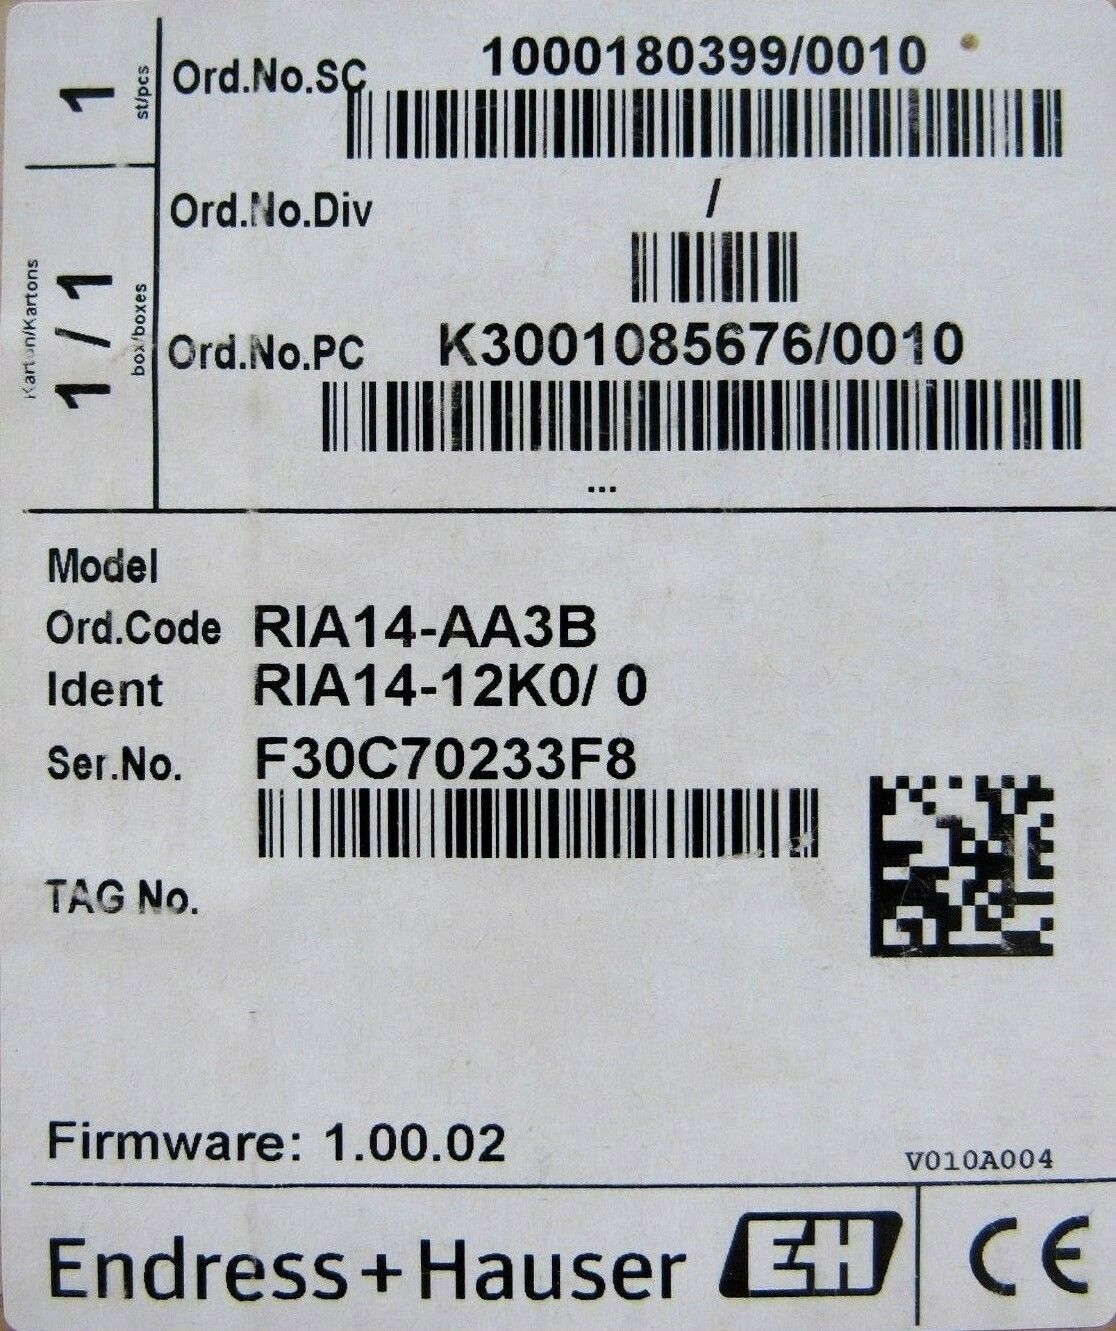 1
st/pcs
Ord.No.SC
1000180399/0010
Ord.No.Div
/
Karton/Kartons
1 / 1
box/boxes
Ord.No.PC
K3001085676/0010
...
Model
Ord.Code RIA14-AA3B
Ident RIA14-12K0/ 0
Ser.No. F30C70233F8
TAG No.
Firmware: 1.00.02
V010A004
Endress+Hauser EH CE